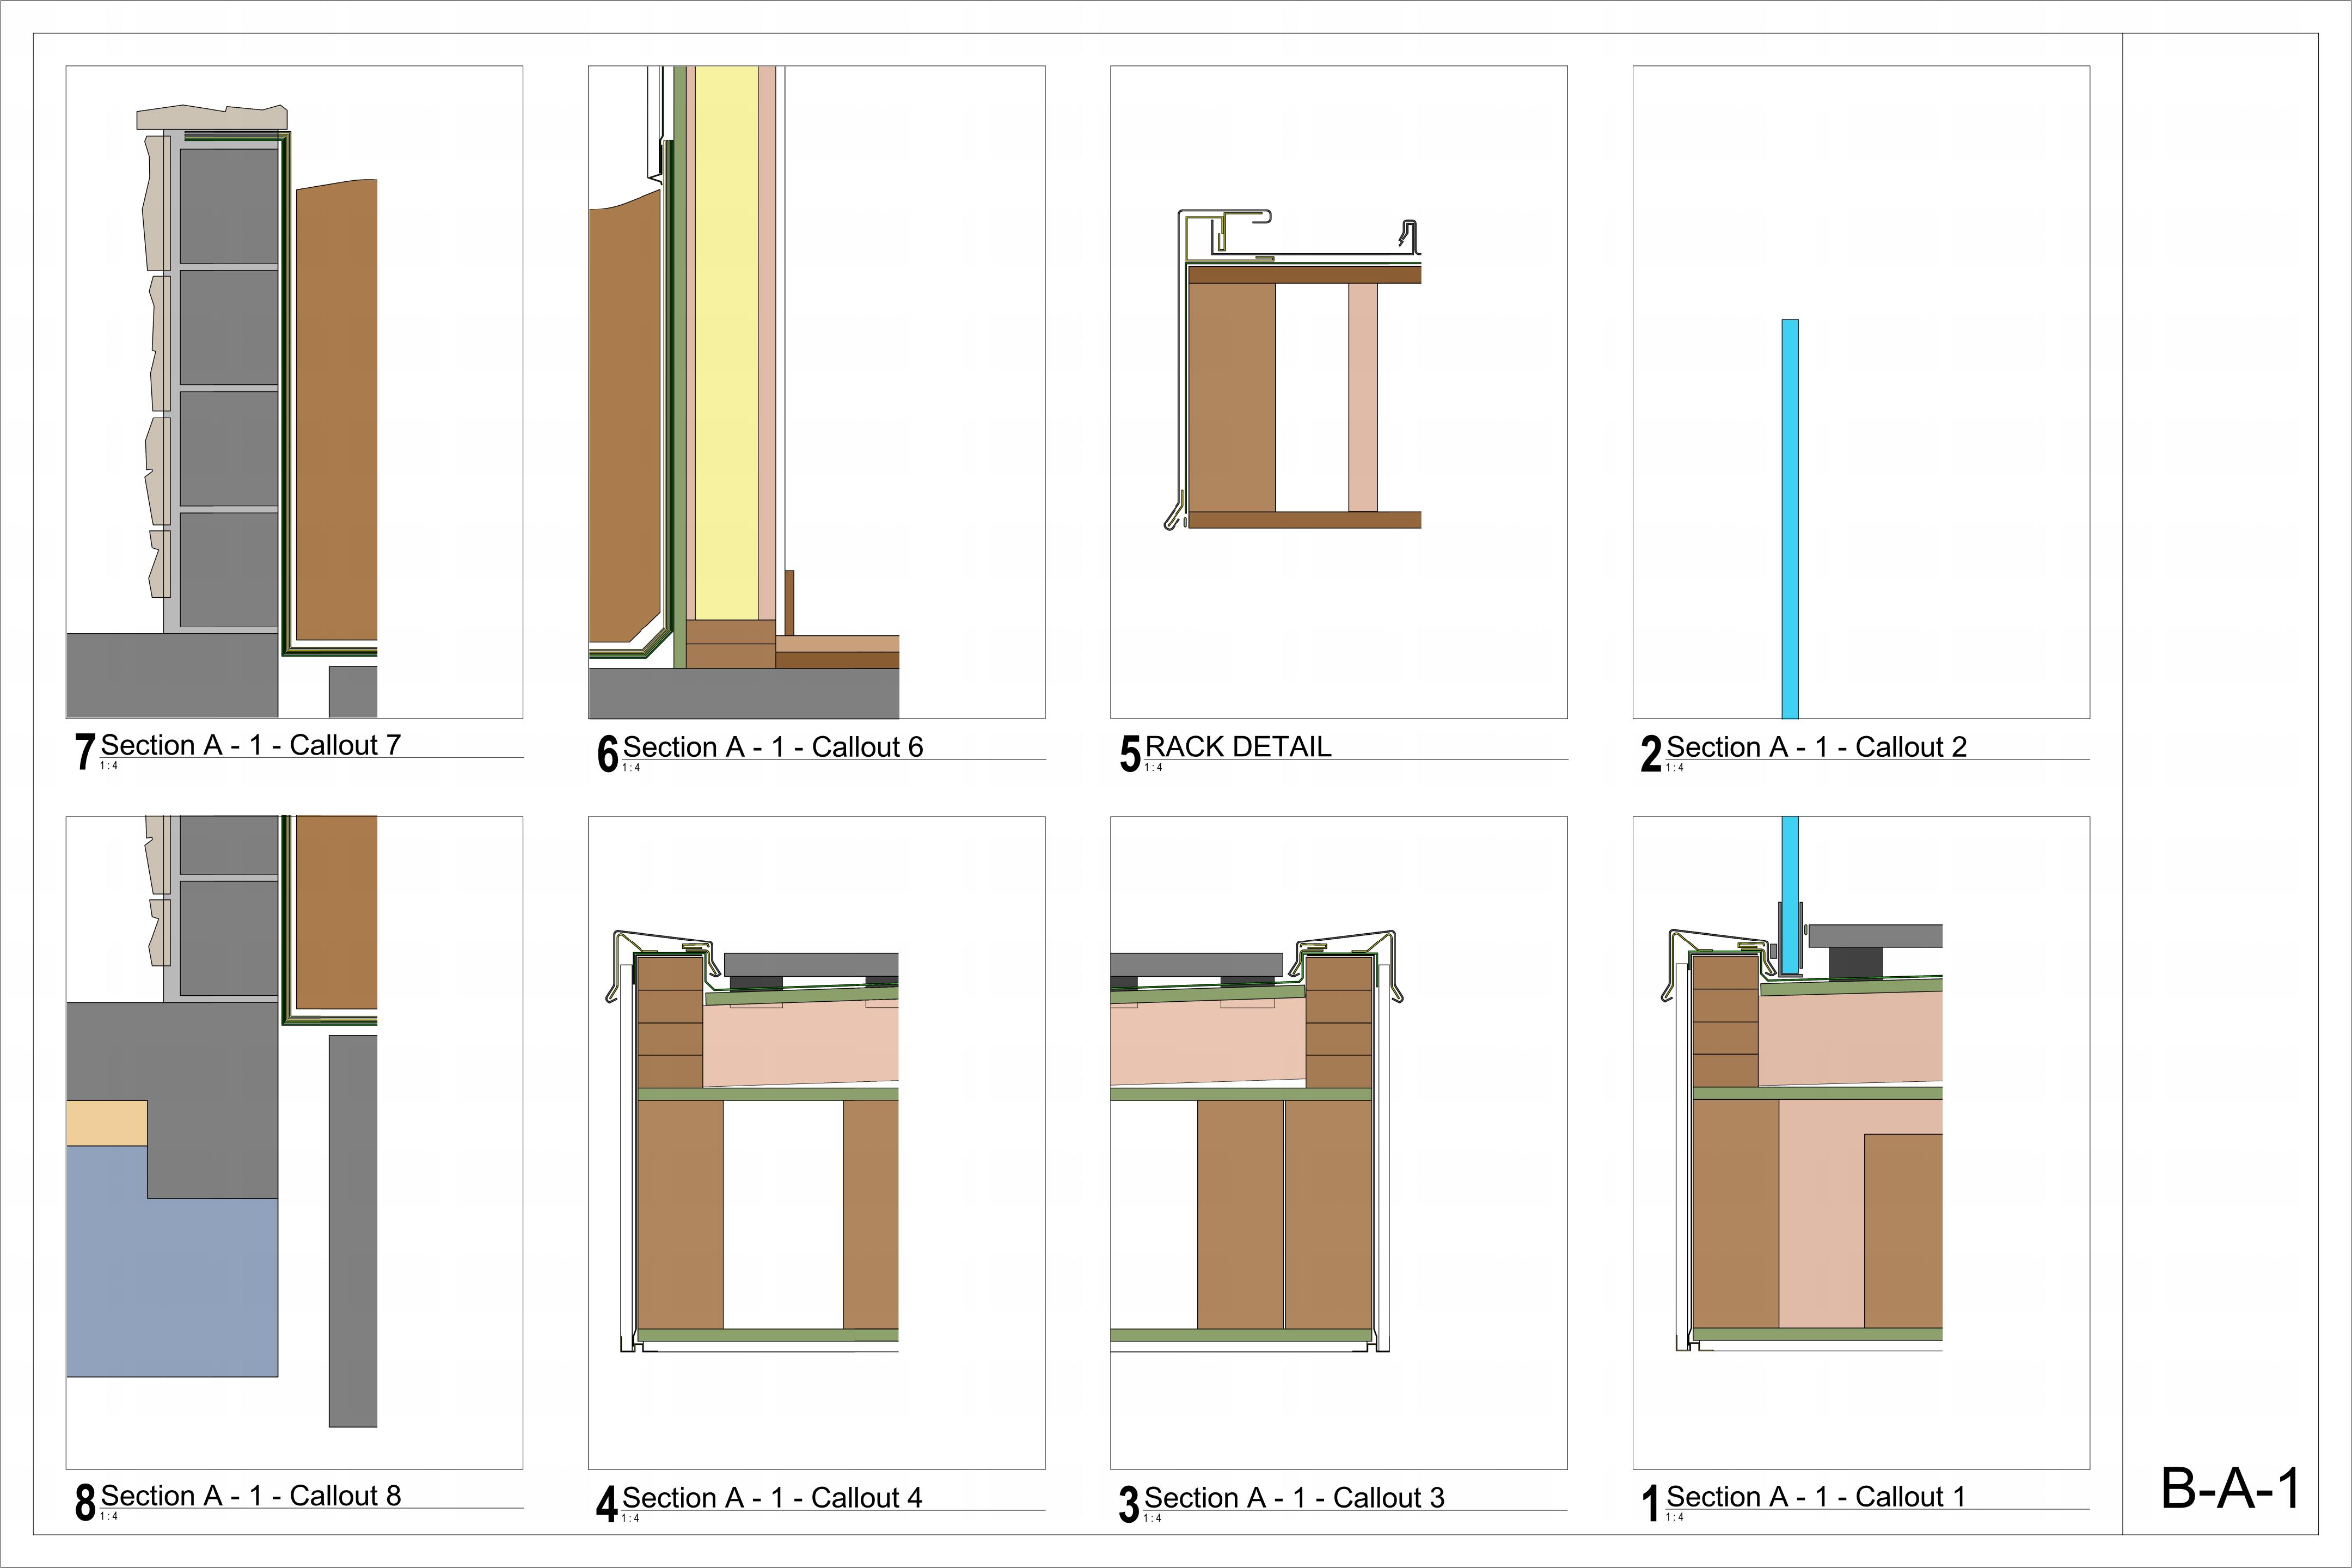 7 Section A - 1 - Callout 7
1 : 4
6 Section A - 1 - Callout 6
1 : 4
5 RACK DETAIL
1 : 4
2 Section A - 1 - Callout 2
1 : 4
8 Section A - 1 - Callout 8
1 : 4
4 Section A - 1 - Callout 4
1 : 4
3 Section A - 1 - Callout 3
1 : 4
1 Section A - 1 - Callout 1
1 : 4
B-A-1